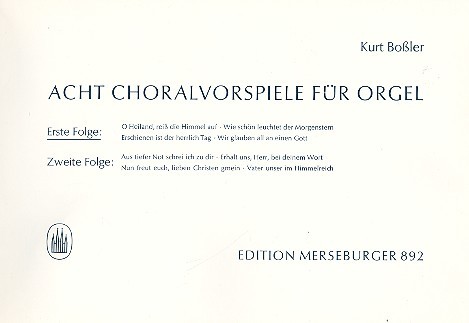 Kurt Boßler
ACHT CHORALVORSPIELE FÜR ORGEL
Erste Folge: O Heiland, reiß die Himmel auf · Wie schön leuchtet der Morgenstern
Erschienen ist der herrlich Tag · Wir glauben all an einen Gott
Zweite Folge: Aus tiefer Not schrei ich zu dir · Erhalt uns, Herr, bei deinem Wort
Nun freut euch, lieben Christen gmein · Vater unser im Himmelreich
EDITION MERSEBURGER 892